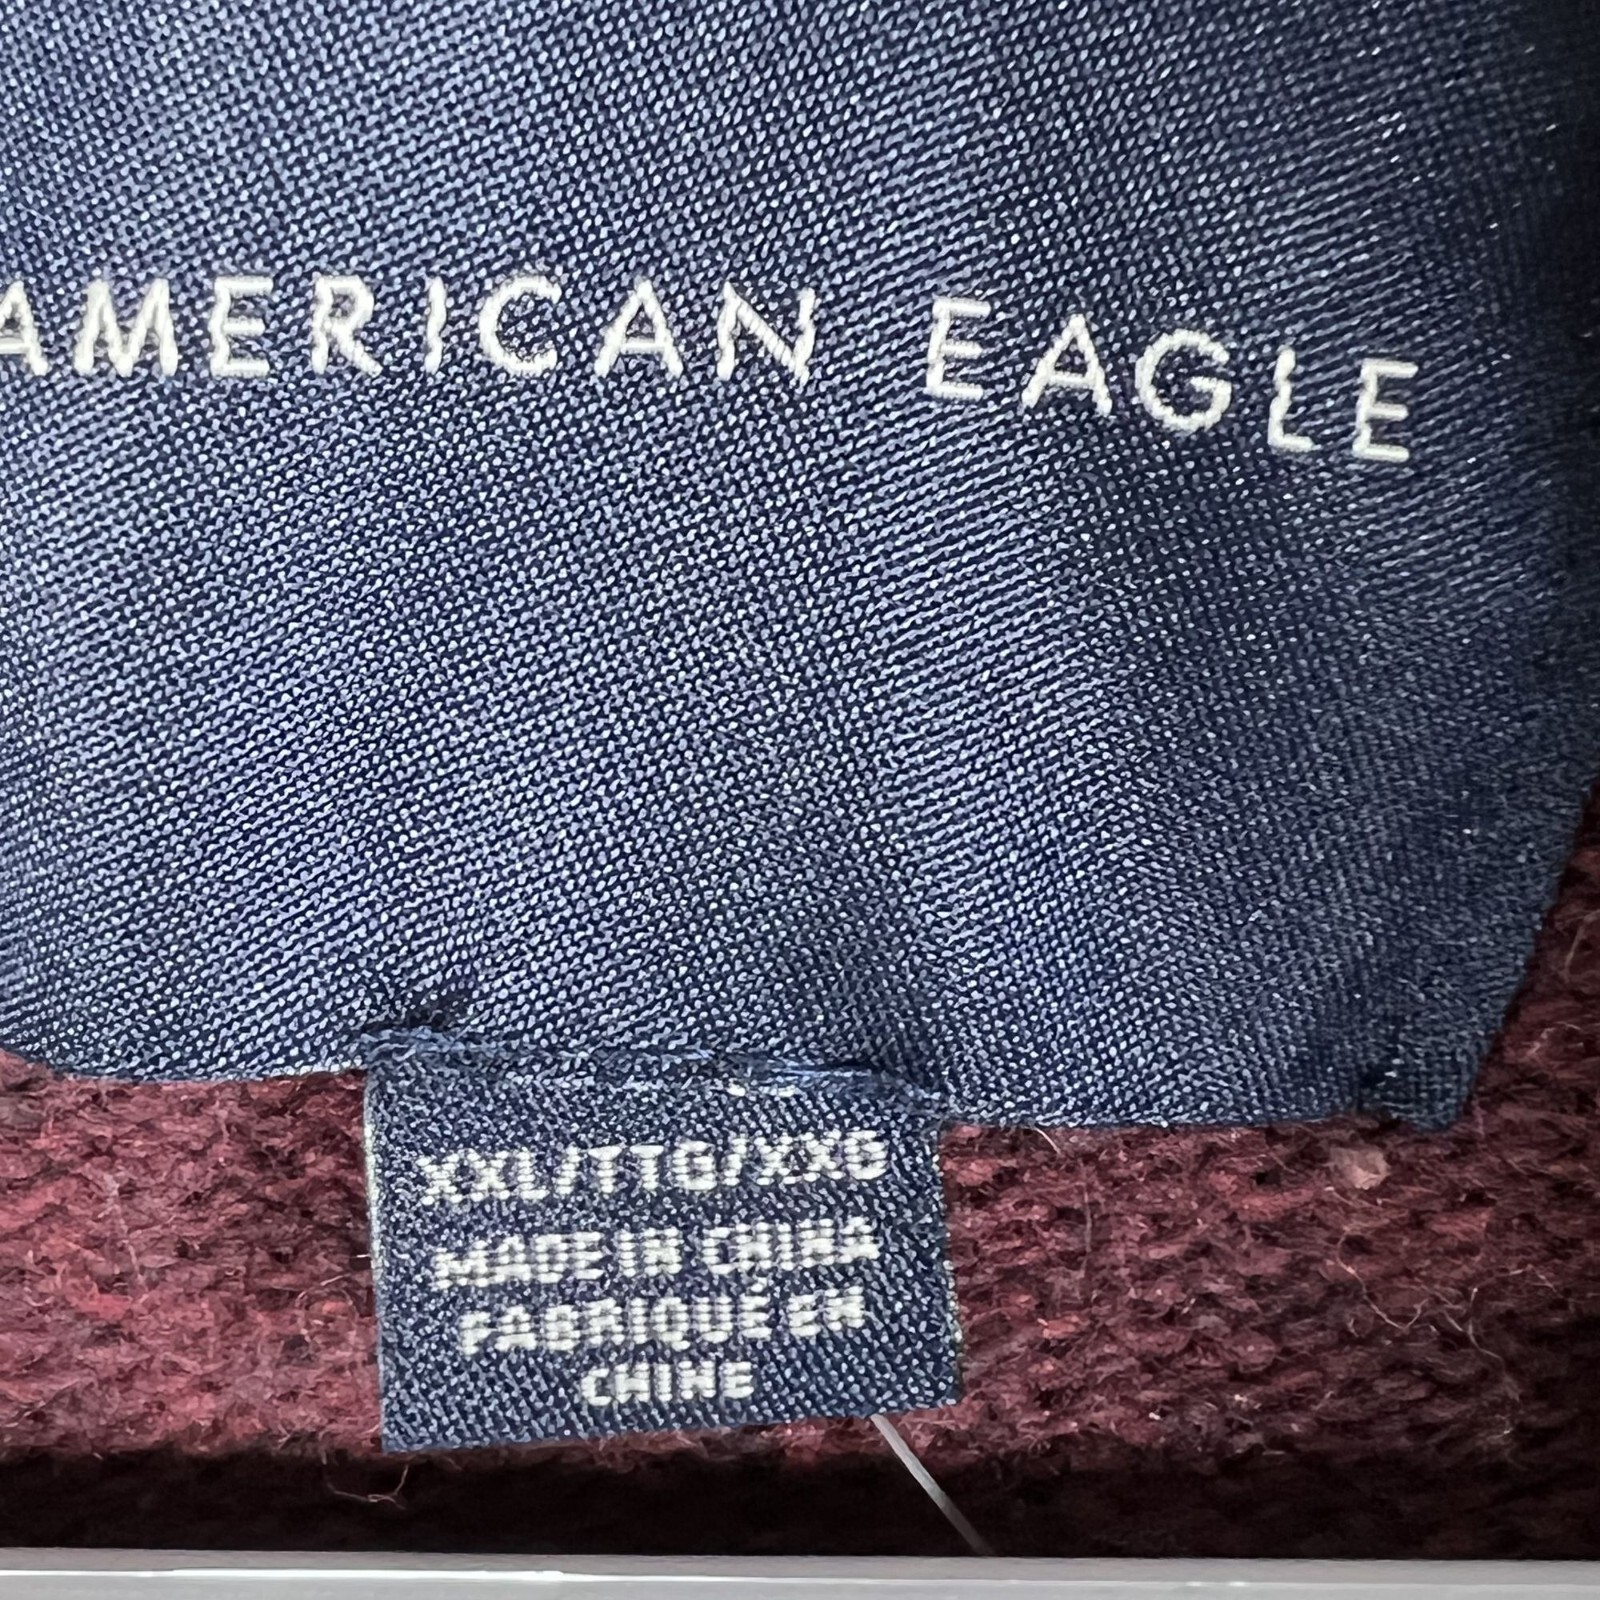 AMERICAN EAGLE
XXL/TTG/XXG
MADE IN CHINA
FABRIQUÉ EN
CHINE